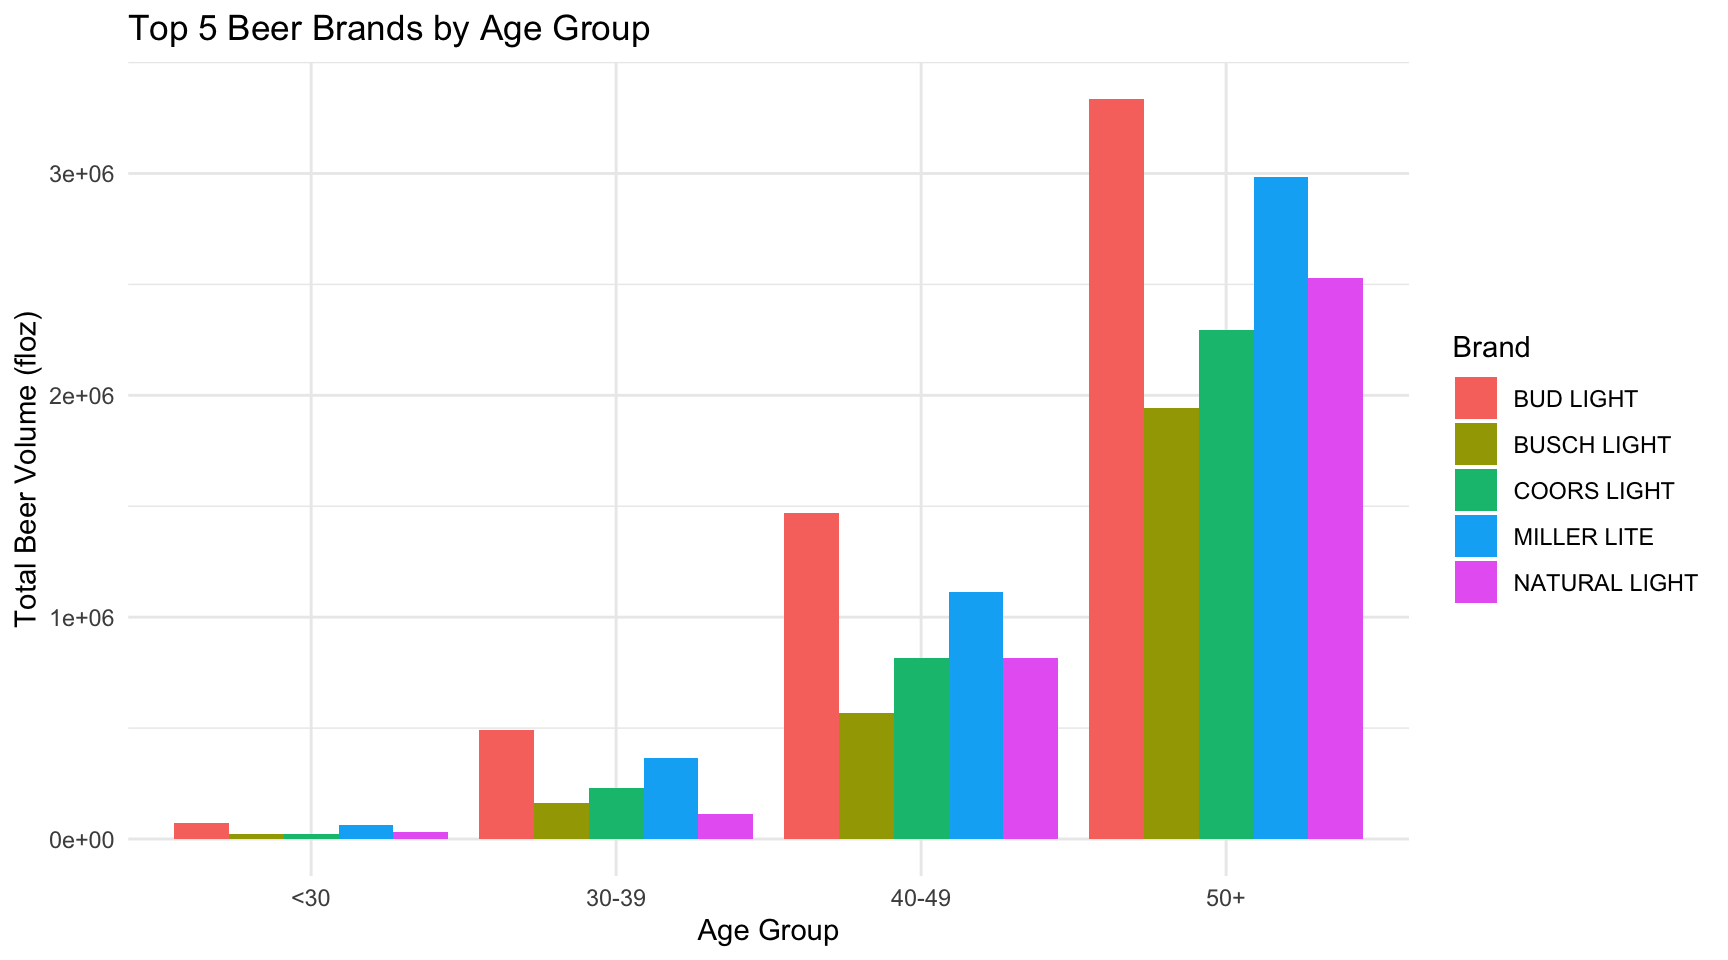 Top 5 Beer Brands by Age Group
Total Beer Volume (floz)
3e+06
2e+06
1e+06
0e+00
<30
30-39
40-49
50+
Age Group
Brand
BUD LIGHT
BUSCH LIGHT
COORS LIGHT
MILLER LITE
NATURAL LIGHT